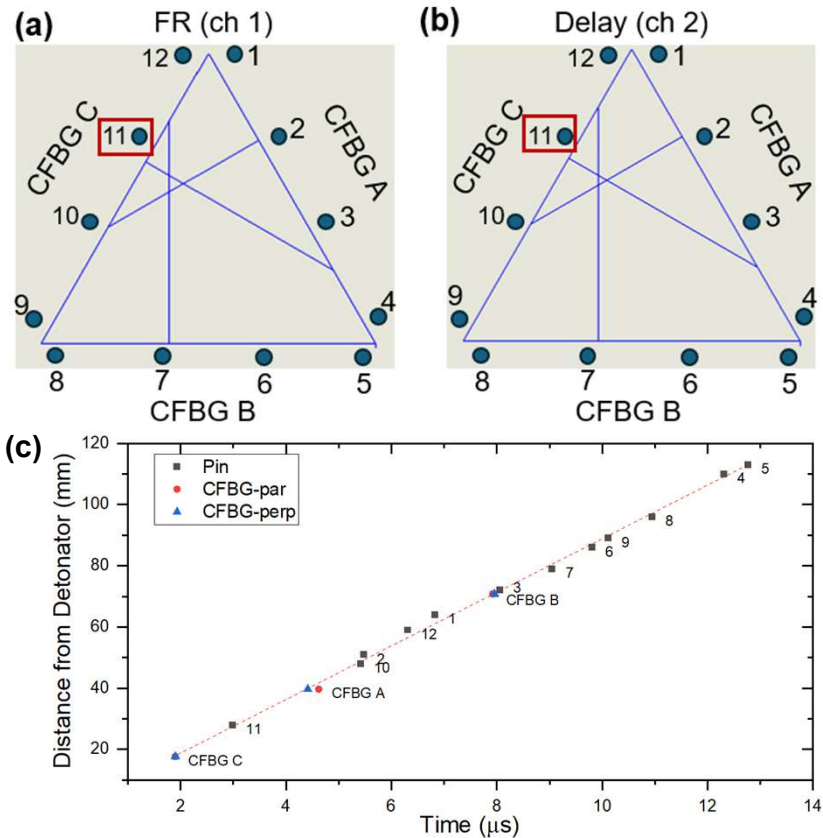 (a) FR (ch 1)
12 1
CFBG C
11 2
CFBG A
10 3
9 4
8 7 6 5
CFBG B
(b) Delay (ch 2)
12 1
CFBG C
11 2
CFBG A
10 3
9 4
8 7 6 5
CFBG B
(c)
Distance from Detonator (mm)
120
100
80
60
40
20
Pin
CFBG-par
CFBG-perp
5
4
8
9
6
7
3
CFBG B
1
12
2
10
CFBG A
11
CFBG C
2 4 6 8 10 12 14
Time (μs)